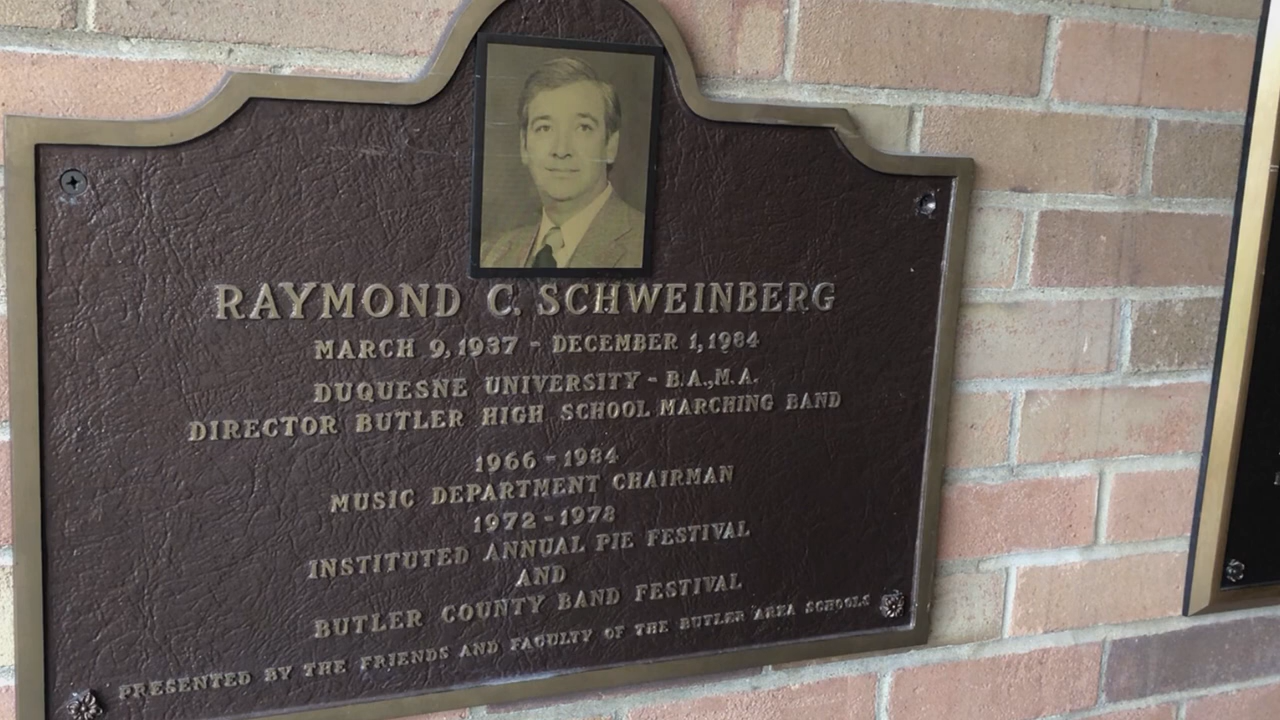 RAYMOND C. SCHWEINBERG
MARCH 9, 1937 - DECEMBER 1, 1984
DUQUESNE UNIVERSITY - B.A., M.A.
DIRECTOR BUTLER HIGH SCHOOL MARCHING BAND
1966 - 1984
MUSIC DEPARTMENT CHAIRMAN
1972 - 1978
INSTITUTED ANNUAL PIE FESTIVAL
AND
BUTLER COUNTY BAND FESTIVAL
PRESENTED BY THE FRIENDS AND FACULTY OF THE BUTLER AREA SCHOOLS